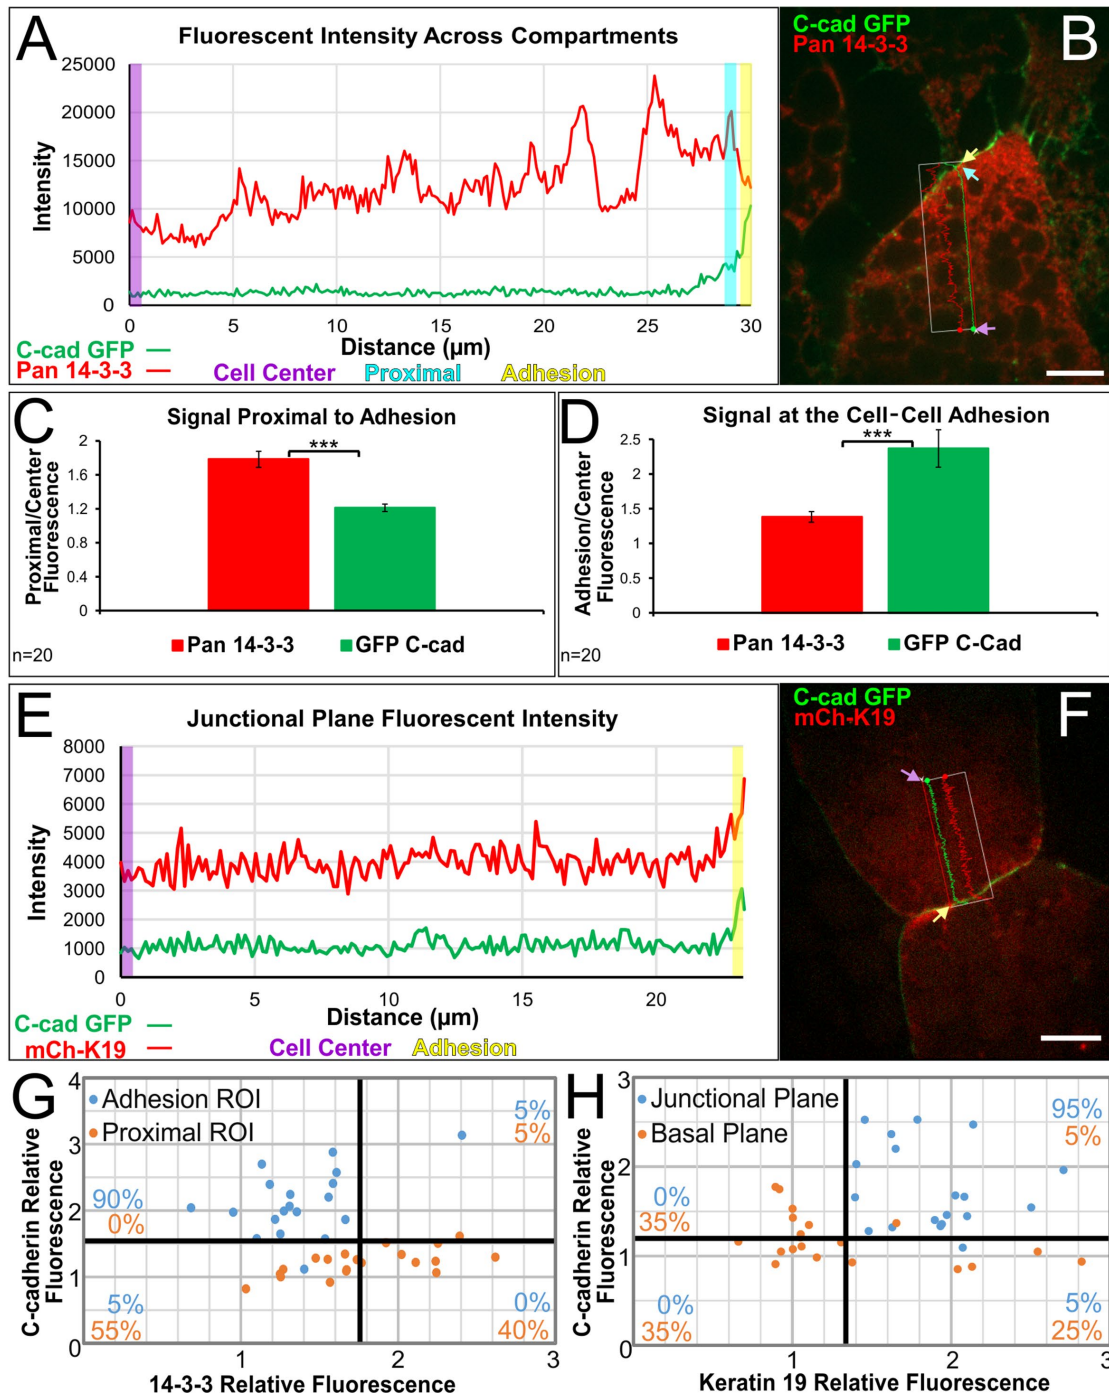 A
Fluorescent Intensity Across Compartments
25000
20000
15000
10000
5000
0
Intensity
0 5 10 15 20 25 30
Distance (µm)
C-cad GFP
Pan 14-3-3
Cell Center Proximal Adhesion
C-cad GFP
Pan 14-3-3
B
C
Signal Proximal to Adhesion
2
1.6
1.2
0.8
0.4
0
Proximal/Center
Fluorescence
***
n=20
Pan 14-3-3 GFP C-cad
D
Signal at the Cell-Cell Adhesion
2.5
2
1.5
1
0.5
0
Adhesion/Center
Fluorescence
***
n=20
Pan 14-3-3 GFP C-Cad
E
Junctional Plane Fluorescent Intensity
8000
7000
6000
5000
4000
3000
2000
1000
0
Intensity
0 5 10 15 20
Distance (µm)
C-cad GFP
mCh-K19
Cell Center Adhesion
C-cad GFP
mCh-K19
F
G
4
3
2
1
0
C-cadherin Relative
Fluorescence
Adhesion ROI
Proximal ROI
5%
5%
90%
0%
5%
55%
0%
40%
1 2 3
14-3-3 Relative Fluorescence
H
3
2
1
0
C-cadherin Relative
Fluorescence
Junctional Plane
Basal Plane
95%
5%
0%
35%
0%
35%
5%
25%
1 2 3
Keratin 19 Relative Fluorescence